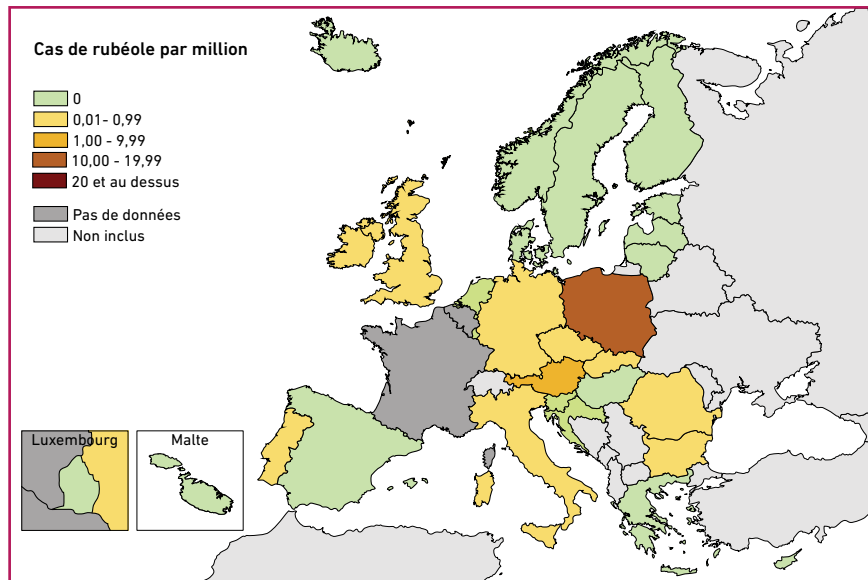 Cas de rubéole par million
0
0,01- 0,99
1,00 - 9,99
10,00 - 19,99
20 et au dessus
Pas de données
Non inclus
Luxembourg
Malte